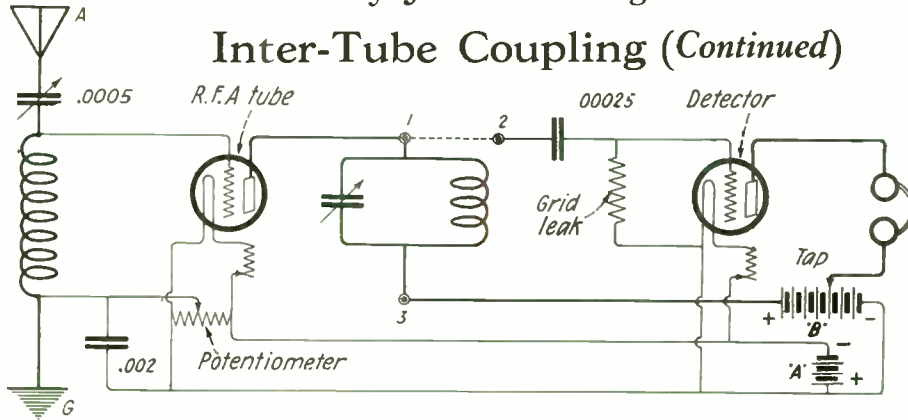 Inter-Tube Coupling (Continued)
A
.0005
R.F.A tube
1
2
00025
Detector
Grid
leak
Tap
3
+
"B"
-
.002
Potentiometer
-
"A"
+
G